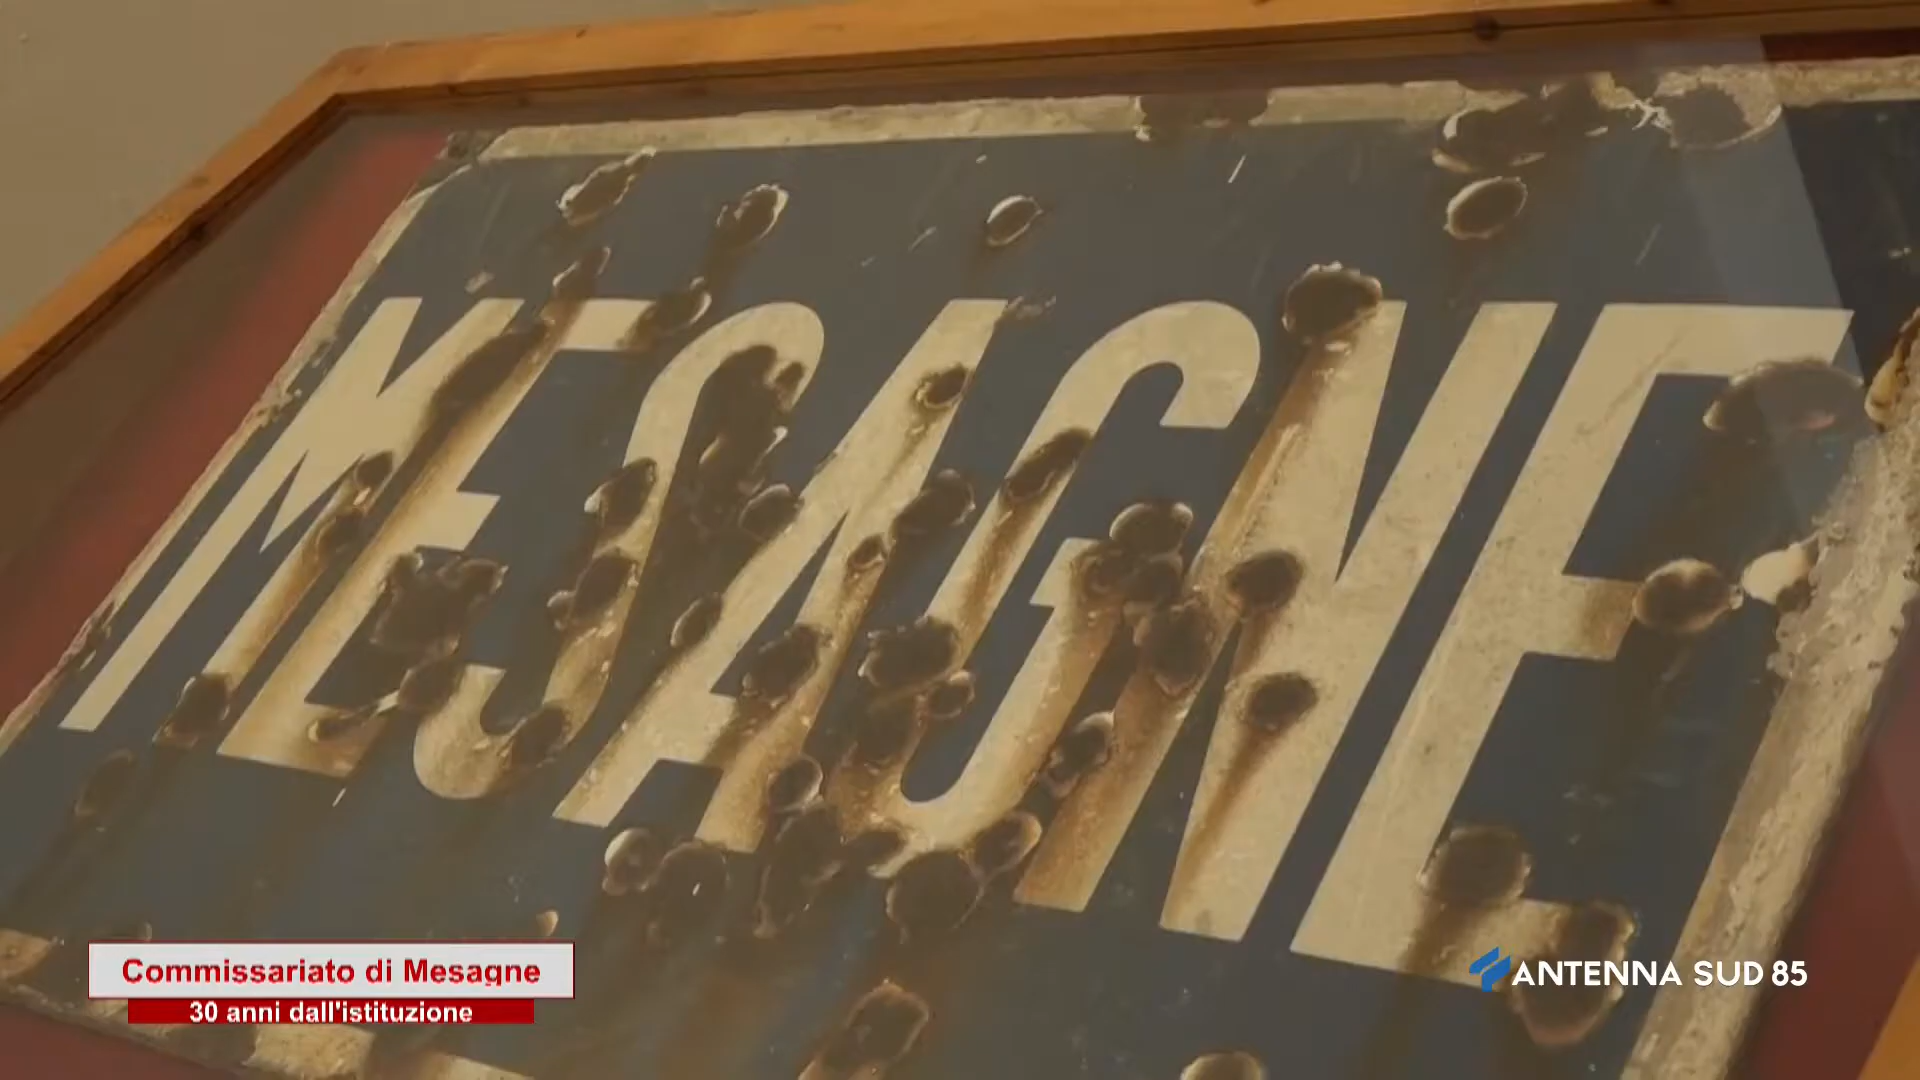 MESAGNE
Commissariato di Mesagne
30 anni dall'istituzione
ANTENNA SUD 85